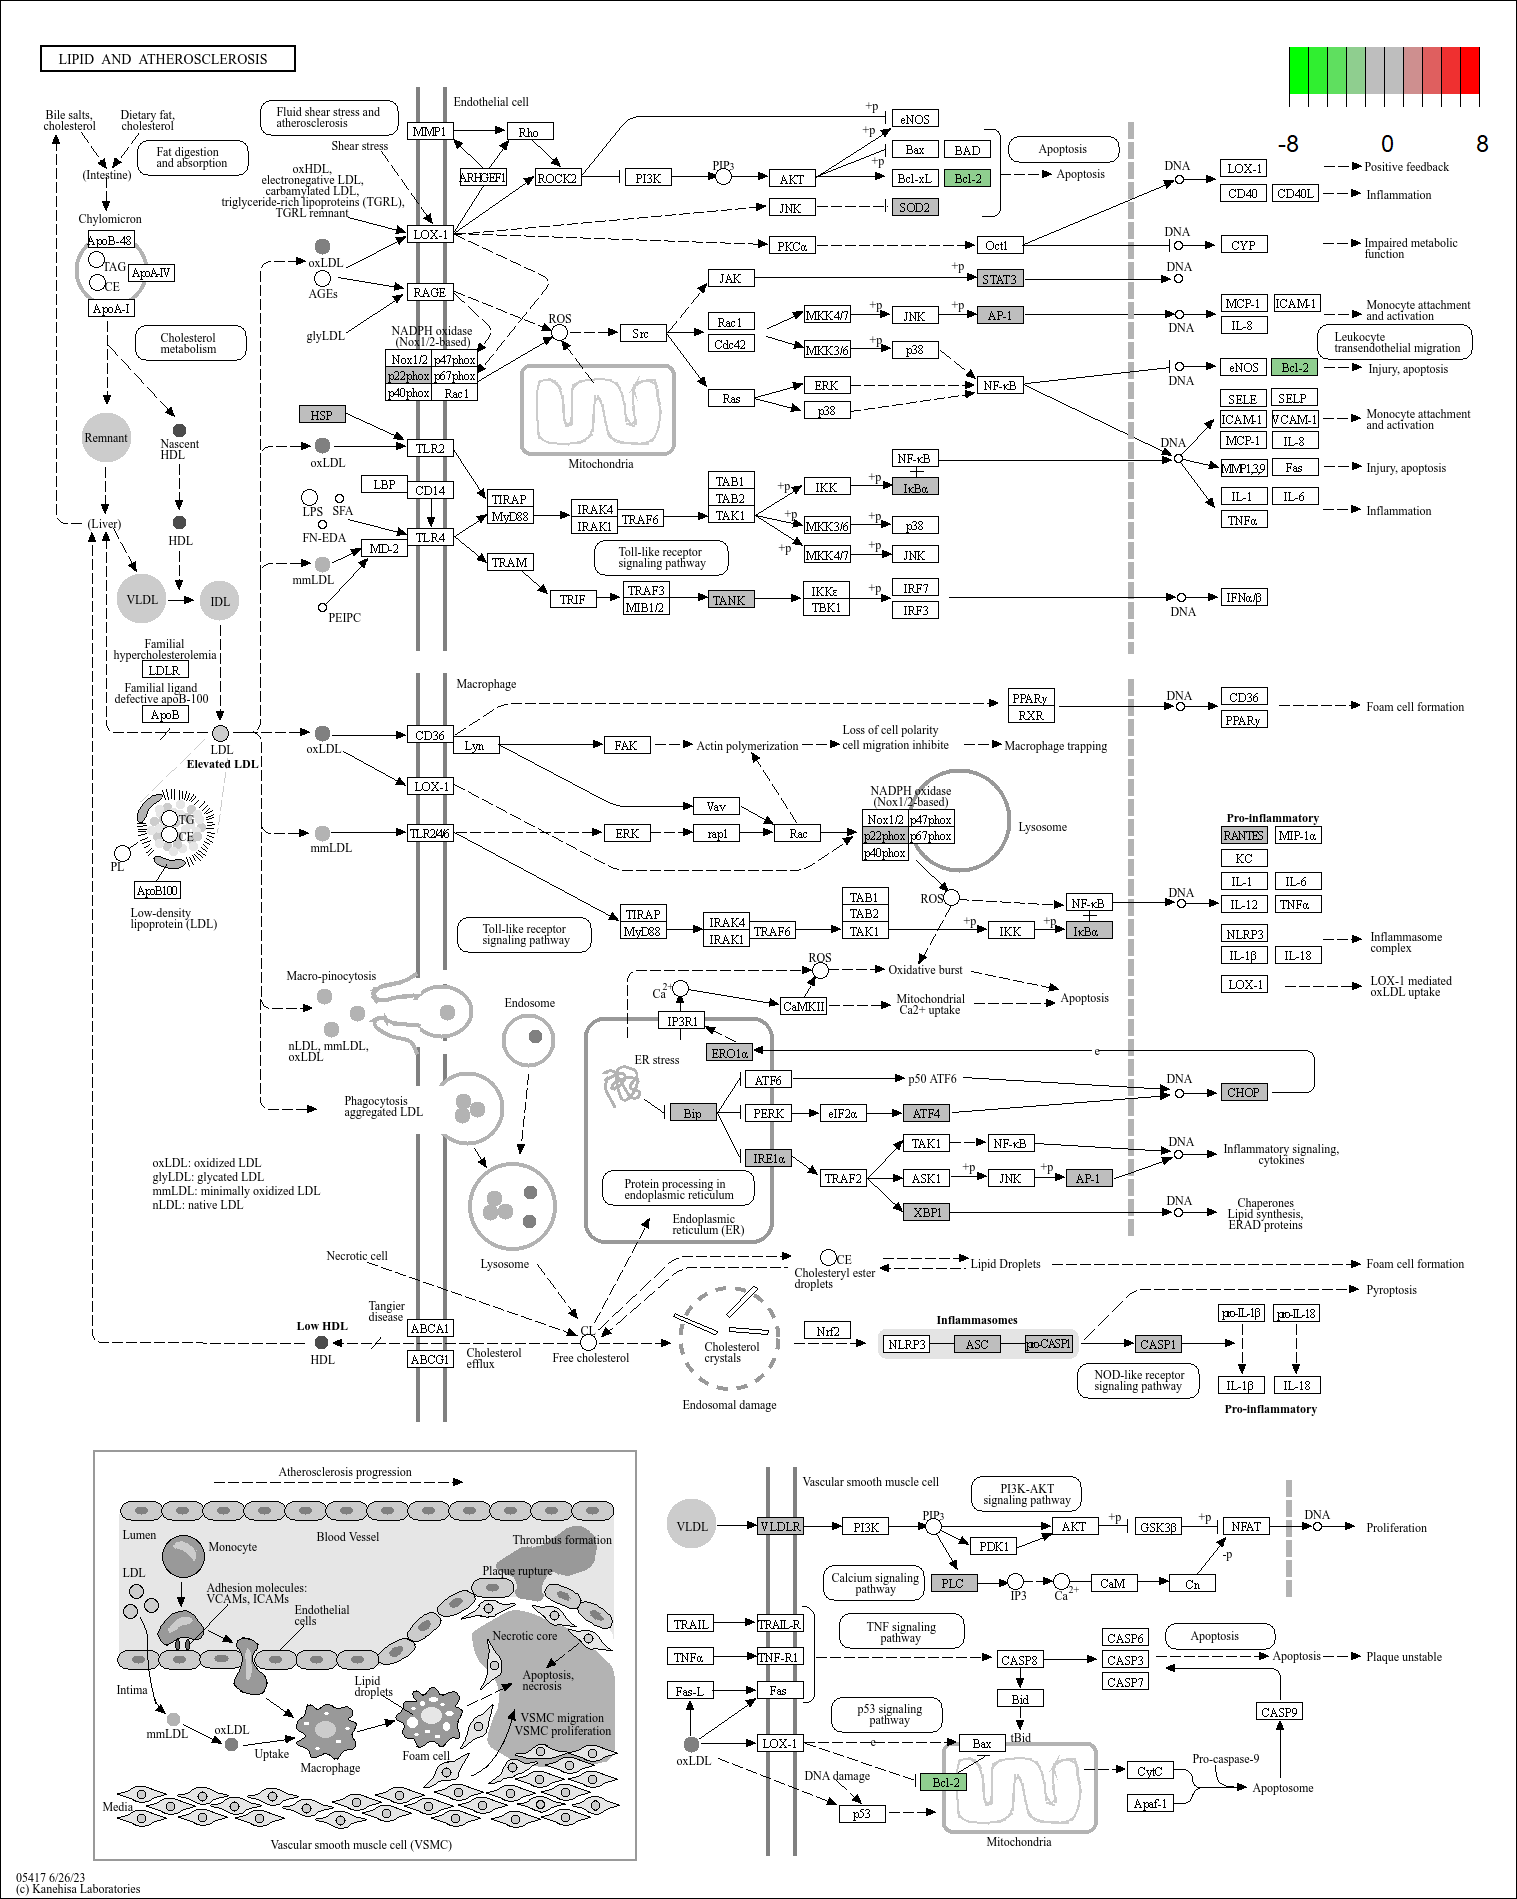 LIPID AND ATHEROSCLEROSIS
-8 0 8
Bile salts,
cholesterol
Dietary fat,
cholesterol
Fat digestion
and absorption
(Intestine)
Chylomicron
ApoB-48
TAG
CE
ApoA-IV
ApoA-I
Cholesterol
metabolism
Remnant
Nascent
HDL
HDL
(Liver)
VLDL
IDL
Familial
hypercholesterolemia
LDLR
Familial ligand
defective apoB-100
ApoB
LDL
Elevated LDL
TG
CE
PL
ApoB100
Low-density
lipoprotein (LDL)
Fluid shear stress and
atherosclerosis
Shear stress
oxHDL,
electronegative LDL,
carbamylated LDL,
triglyceride-rich lipoproteins (TGRL),
TGRL remnant
oxLDL
AGEs
glyLDL
HSP
oxLDL
LBP
LPS
SFA
FN-EDA
MD-2
mmLDL
PEIPC
Endothelial cell
MMP1
Rho
ARHGEF1
ROCK2
PI3K
PIP3
AKT
+p
+p
+p
eNOS
Bax
BAD
Bcl-xL
Bcl-2
Apoptosis
Apoptosis
JNK
SOD2
LOX-1
PKCα
Oct1
RAGE
JAK
+p
STAT3
NADPH oxidase
(Nox1/2-based)
Nox1/2
p47phox
p22phox
p67phox
p40phox
Rac1
ROS
Src
Rac1
Cdc42
MKK4/7
+p
JNK
+p
AP-1
MKK3/6
+p
p38
Ras
ERK
p38
NF-κB
Mitochondria
TLR2
CD14
TLR4
TIRAP
MyD88
IRAK4
IRAK1
TRAF6
TAB1
TAB2
TAK1
+p
IKK
+p
NF-κB
IκBα
+p
MKK3/6
+p
p38
+p
MKK4/7
+p
JNK
Toll-like receptor
signaling pathway
TRAM
TRIF
TRAF3
MIB1/2
TANK
IKKε
TBK1
+p
IRF7
IRF3
DNA
LOX-1
Positive feedback
CD40
CD40L
Inflammation
DNA
CYP
Impaired metabolic
function
DNA
DNA
MCP-1
ICAM-1
IL-8
Monocyte attachment
and activation
Leukocyte
transendothelial migration
DNA
eNOS
Bcl-2
Injury, apoptosis
SELE
SELP
ICAM-1
VCAM-1
MCP-1
IL-8
Monocyte attachment
and activation
DNA
MMP1,3,9
Fas
Injury, apoptosis
IL-1
IL-6
TNFα
Inflammation
DNA
IFNα/β
Macrophage
oxLDL
CD36
Lyn
FAK
Actin polymerization
Loss of cell polarity
cell migration inhibite
Macrophage trapping
PPARγ
RXR
DNA
CD36
PPARγ
Foam cell formation
LOX-1
Vav
mmLDL
TLR2/4/6
ERK
rap1
Rac
NADPH oxidase
(Nox1/2-based)
Nox1/2
p47phox
p22phox
p67phox
p40phox
Lysosome
ROS
TIRAP
MyD88
IRAK4
IRAK1
TRAF6
TAB1
TAB2
TAK1
+p
IKK
+p
NF-κB
IκBα
DNA
Toll-like receptor
signaling pathway
Pro-inflammatory
RANTES
MIP-1α
KC
IL-1
IL-6
IL-12
TNFα
NLRP3
IL-1β
IL-18
Inflammasome
complex
LOX-1
LOX-1 mediated
oxLDL uptake
Macro-pinocytosis
nLDL, mmLDL,
oxLDL
Endosome
ROS
Oxidative burst
Ca2+
CaMKII
Mitochondrial
Ca2+ uptake
Apoptosis
IP3R1
ER stress
ERO1α
e
ATF6
p50 ATF6
DNA
CHOP
Bip
PERK
eIF2α
ATF4
IRE1α
TRAF2
TAK1
NF-κB
DNA
Inflammatory signaling,
cytokines
ASK1
+p
JNK
+p
AP-1
XBP1
DNA
Chaperones
Lipid synthesis,
ERAD proteins
Protein processing in
endoplasmic reticulum
Endoplasmic
reticulum (ER)
Phagocytosis
aggregated LDL
oxLDL: oxidized LDL
glyLDL: glycated LDL
mmLDL: minimally oxidized LDL
nLDL: native LDL
Lysosome
Necrotic cell
CE
Cholesteryl ester
droplets
Lipid Droplets
Foam cell formation
Pyroptosis
Tangier
disease
Low HDL
HDL
ABCA1
ABCG1
Cholesterol
efflux
CL
Free cholesterol
Cholesterol
crystals
Endosomal damage
Nrf2
Inflammasomes
NLRP3
ASC
pro-CASP1
CASP1
NOD-like receptor
signaling pathway
pro-IL-1β
pro-IL-18
IL-1β
IL-18
Pro-inflammatory
Atherosclerosis progression
Lumen
Blood Vessel
Monocyte
Thrombus formation
LDL
Plaque rupture
Adhesion molecules:
VCAMs, ICAMs
Endothelial
cells
Necrotic core
Intima
Lipid
droplets
Apoptosis,
necrosis
mmLDL
oxLDL
VSMC migration
VSMC proliferation
Uptake
Macrophage
Foam cell
Media
Vascular smooth muscle cell (VSMC)
Vascular smooth muscle cell
VLDL
VLDLR
PI3K
PIP3
PI3K-AKT
signaling pathway
PDK1
AKT
+p
GSK3β
+p
NFAT
DNA
Proliferation
-p
Calcium signaling
pathway
PLC
IP3
Ca2+
CaM
Cn
TRAIL
TRAIL-R
TNFα
TNF-R1
Fas-L
Fas
TNF signaling
pathway
CASP8
CASP6
CASP3
CASP7
Apoptosis
Apoptosis
Plaque unstable
Bid
tBid
p53 signaling
pathway
oxLDL
LOX-1
e
Bax
Bcl-2
DNA damage
p53
Mitochondria
CytC
Apaf-1
Pro-caspase-9
Apoptosome
CASP9
05417 6/26/23
(c) Kanehisa Laboratories